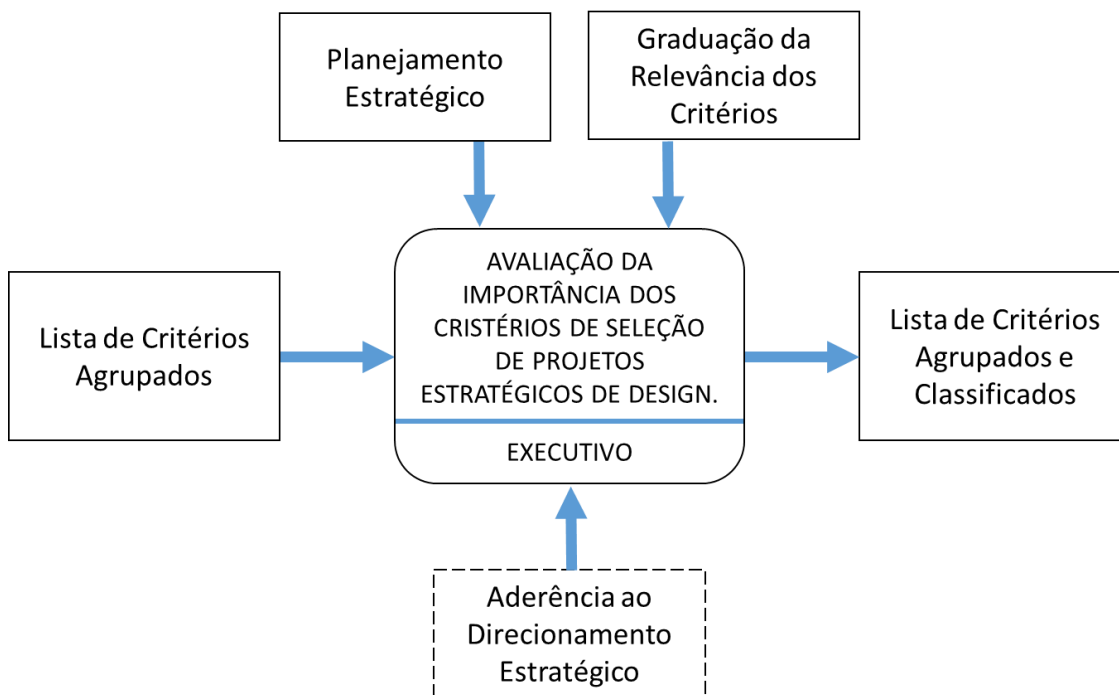 Planejamento
Estratégico
Graduação da
Relevância dos
Critérios
Lista de Critérios
Agrupados
AVALIAÇÃO DA
IMPORTÂNCIA DOS
CRISTÉRIOS DE SELEÇÃO
DE PROJETOS
ESTRATÉGICOS DE DESIGN.
EXECUTIVO
Lista de Critérios
Agrupados e
Classificados
Aderência ao
Direcionamento
Estratégico